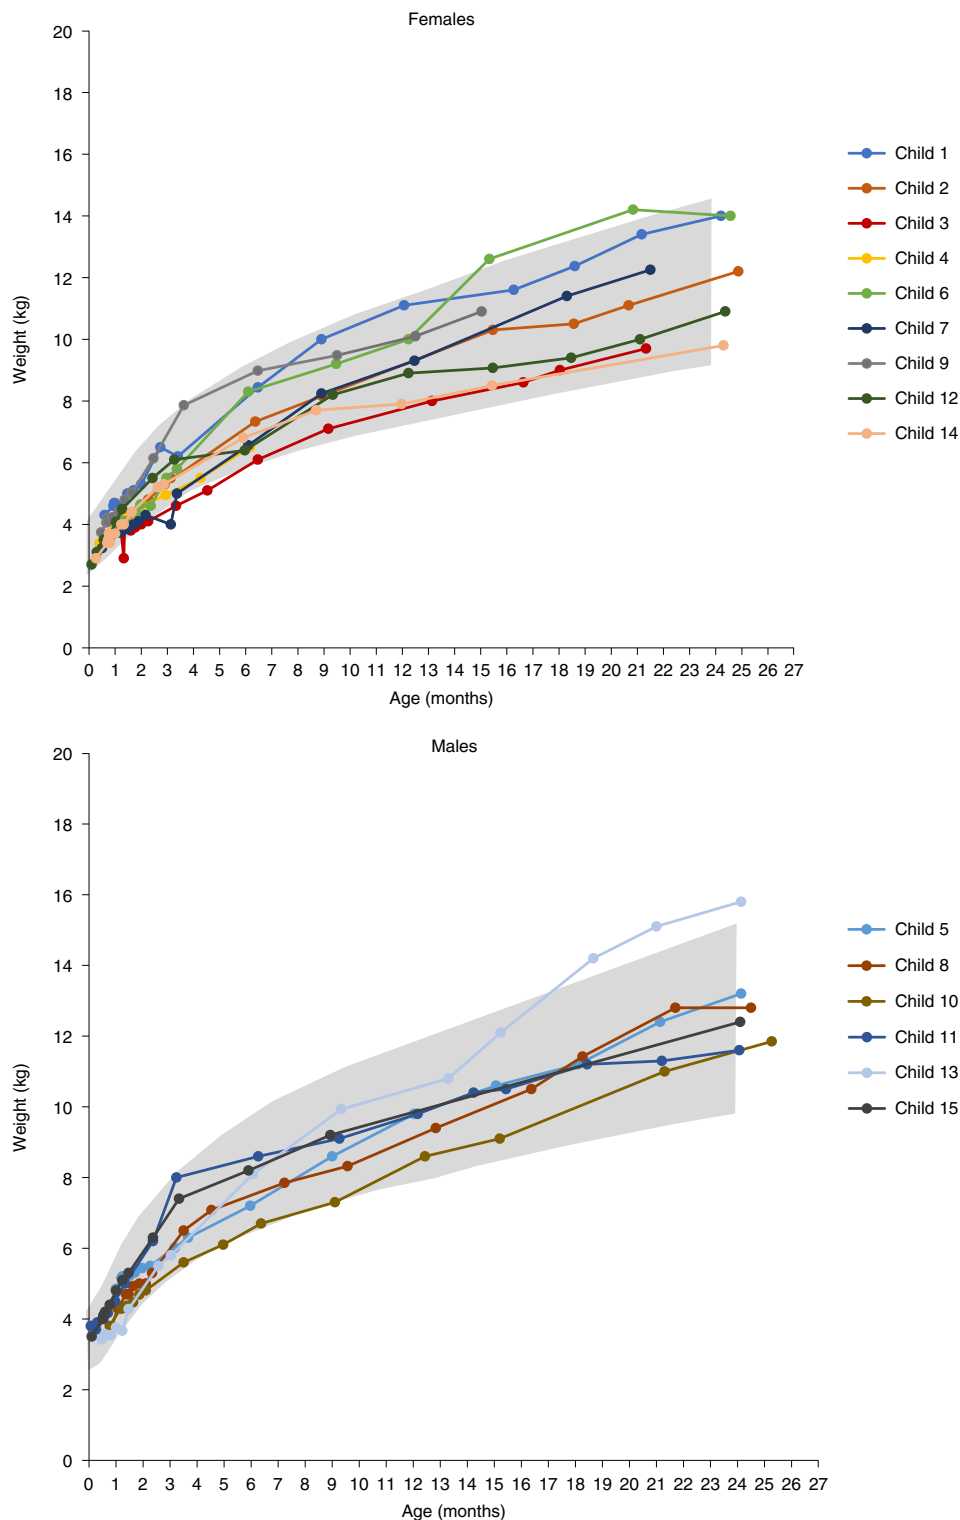 Females
20
18
16
14
12
10
8
6
4
2
0
Weight (kg)
0 1 2 3 4 5 6 7 8 9 10 11 12 13 14 15 16 17 18 19 20 21 22 23 24 25 26 27
Age (months)
Child 1
Child 2
Child 3
Child 4
Child 6
Child 7
Child 9
Child 12
Child 14
Males
20
18
16
14
12
10
8
6
4
2
0
Weight (kg)
0 1 2 3 4 5 6 7 8 9 10 11 12 13 14 15 16 17 18 19 20 21 22 23 24 25 26 27
Age (months)
Child 5
Child 8
Child 10
Child 11
Child 13
Child 15